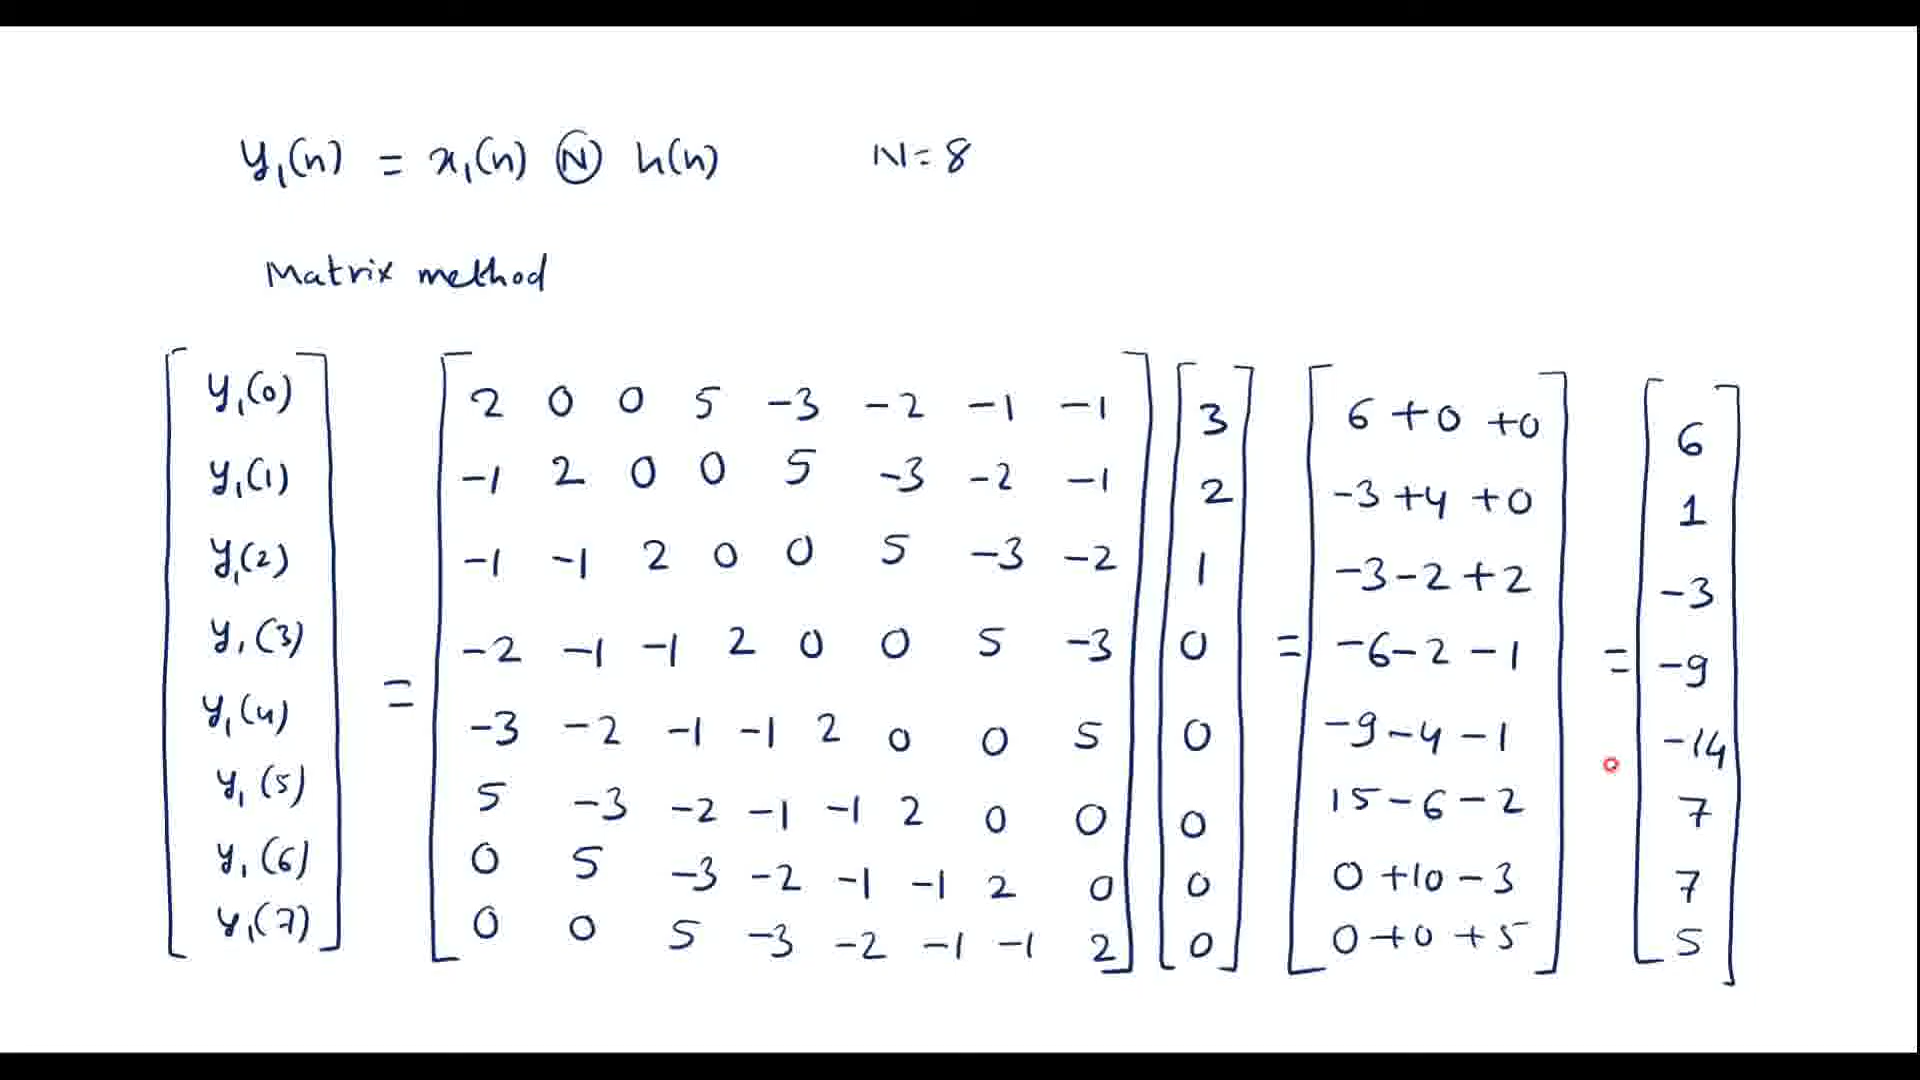 y₁(n) = x₁(n) Ⓝ h(n) N=8
Matrix method
y₁(0) 2 0 0 5 -3 -2 -1 -1 3 6 +0 +0 6
y₁(1) -1 2 0 0 5 -3 -2 -1 2 -3 +4 +0 1
y₁(2) -1 -1 2 0 0 5 -3 -2 1 -3 -2 +2 -3
y₁(3) -2 -1 -1 2 0 0 5 -3 0 = -6 -2 -1 = -9
y₁(4) = -3 -2 -1 -1 2 0 0 5 0 -9 -4 -1 -14
y₁(5) 5 -3 -2 -1 -1 2 0 0 0 15 -6 -2 7
y₁(6) 0 5 -3 -2 -1 -1 2 0 0 0 +10 -3 7
y₁(7) 0 0 5 -3 -2 -1 -1 2 0 0 +0 +5 5